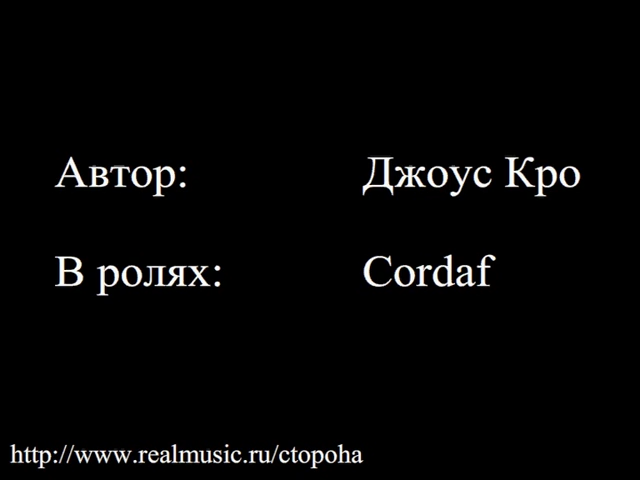 Автор: Джоус Кро
В ролях: Cordaf
http://www.realmusic.ru/ctopoha